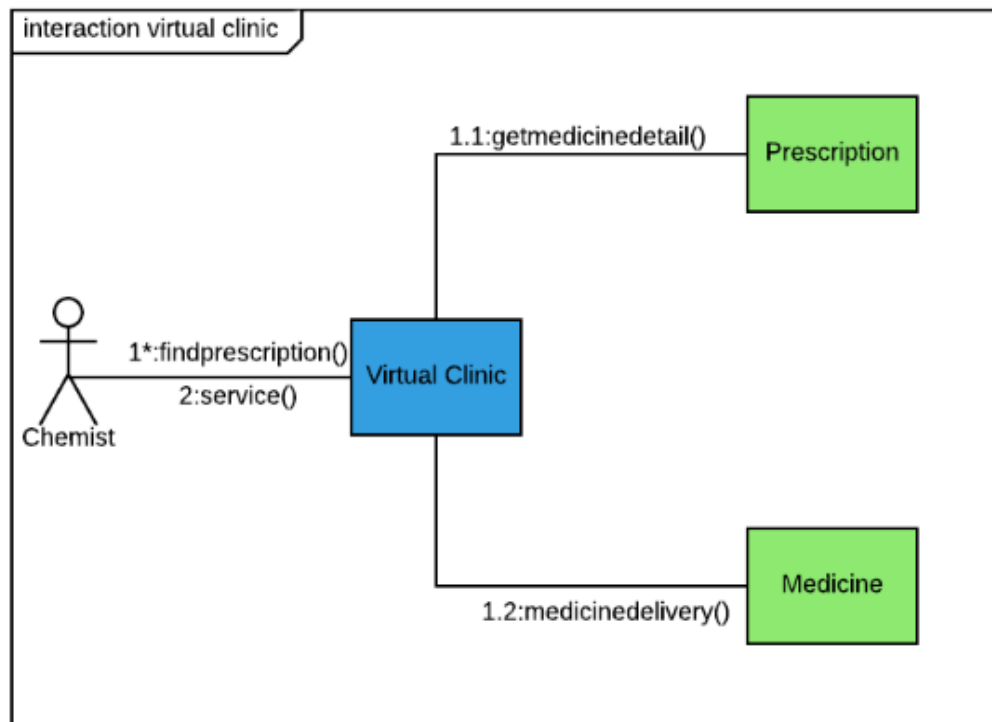 interaction virtual clinic
1.1:getmedicinedetail()
Prescription
1*:findprescription()
Virtual Clinic
2:service()
Chemist
Medicine
1.2:medicinedelivery()